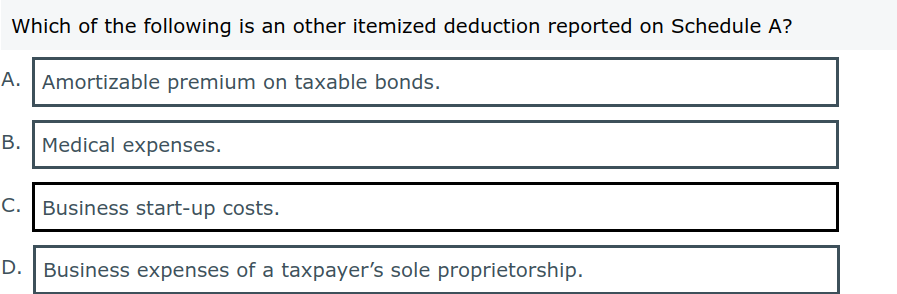 Which of the following is an other itemized deduction reported on Schedule A?
A. Amortizable premium on taxable bonds.
B. Medical expenses.
C. Business start-up costs.
D. Business expenses of a taxpayer’s sole proprietorship.